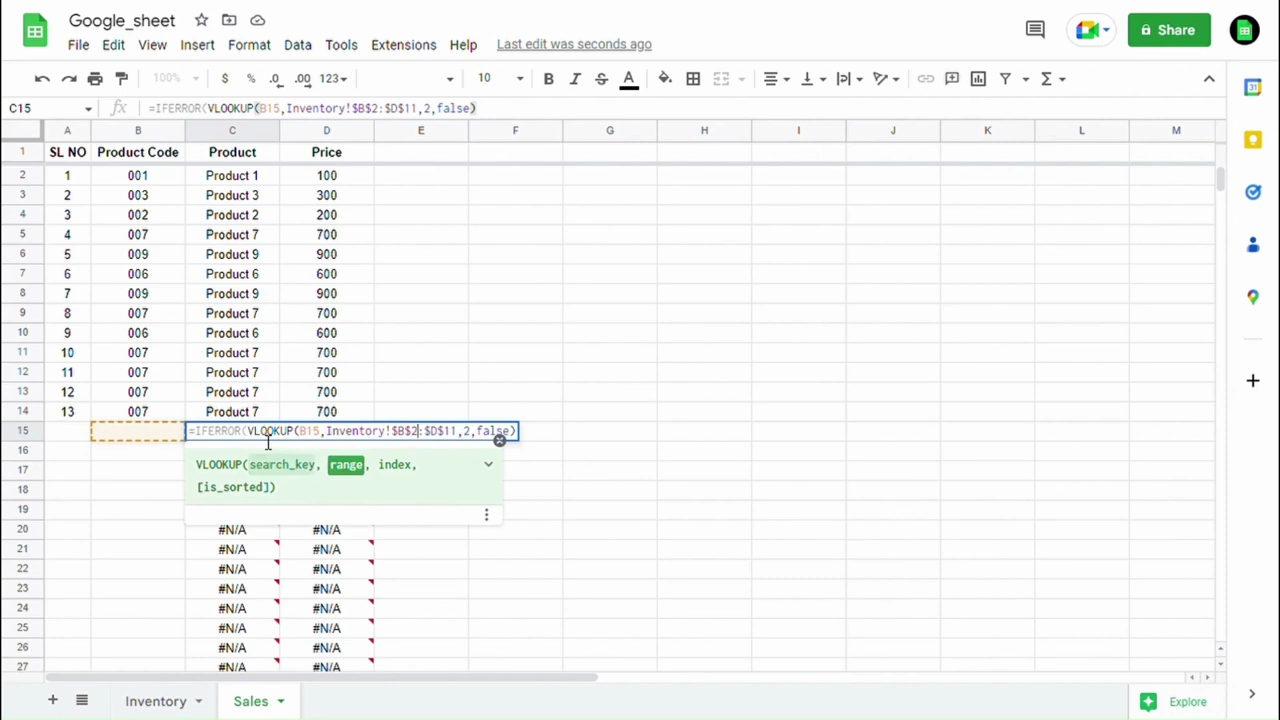 Google_sheet
File Edit View Insert Format Data Tools Extensions Help Last edit was seconds ago
Share
100% $ % .0 .00 123 10 B I S A
C15 fx =IFERROR(VLOOKUP(B15,Inventory!$B$2:$D$11,2,false)
A B C D E F G H I J K L M
1 SL NO Product Code Product Price
2 1 001 Product 1 100
3 2 003 Product 3 300
4 3 002 Product 2 200
5 4 007 Product 7 700
6 5 009 Product 9 900
7 6 006 Product 6 600
8 7 009 Product 9 900
9 8 007 Product 7 700
10 9 006 Product 6 600
11 10 007 Product 7 700
12 11 007 Product 7 700
13 12 007 Product 7 700
14 13 007 Product 7 700
15 =IFERROR(VLOOKUP(B15,Inventory!$B$2:$D$11,2,false)
16
VLOOKUP(search_key, range, index,
17
[is_sorted])
18
19
20 #N/A #N/A
21 #N/A #N/A
22 #N/A #N/A
23 #N/A #N/A
24 #N/A #N/A
25 #N/A #N/A
26 #N/A #N/A
27 #N/A #N/A
Inventory Sales Explore
31